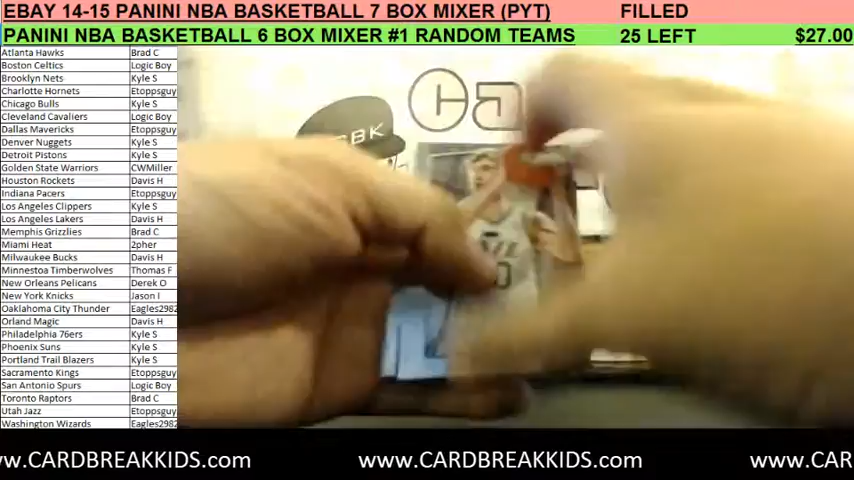 EBAY 14-15 PANINI NBA BASKETBALL 7 BOX MIXER (PYT) FILLED
PANINI NBA BASKETBALL 6 BOX MIXER #1 RANDOM TEAMS 25 LEFT $27.00
Atlanta Hawks Brad C
Boston Celtics Logic Boy
Brooklyn Nets Kyle S
Charlotte Hornets Etoppsguy
Chicago Bulls Kyle S
Cleveland Cavaliers Logic Boy
Dallas Mavericks Etoppsguy
Denver Nuggets Kyle S
Detroit Pistons Kyle S
Golden State Warriors CWMiller
Houston Rockets Davis H
Indiana Pacers Etoppsguy
Los Angeles Clippers Kyle S
Los Angeles Lakers Davis H
Memphis Grizzlies Brad C
Miami Heat 2pher
Milwaukee Bucks Davis H
Minnestoa Timberwolves Thomas F
New Orleans Pelicans Derek O
New York Knicks Jason I
Oaklahoma City Thunder Eagles2982
Orland Magic Davis H
Philadelphia 76ers Kyle S
Phoenix Suns Kyle S
Portland Trail Blazers Kyle S
Sacramento Kings Etoppsguy
San Antonio Spurs Logic Boy
Toronto Raptors Brad C
Utah Jazz Etoppsguy
Washington Wizards Eagles2982
Ca
CBK
w.CARDBREAKKIDS.com www.CARDBREAKKIDS.com www.CAR